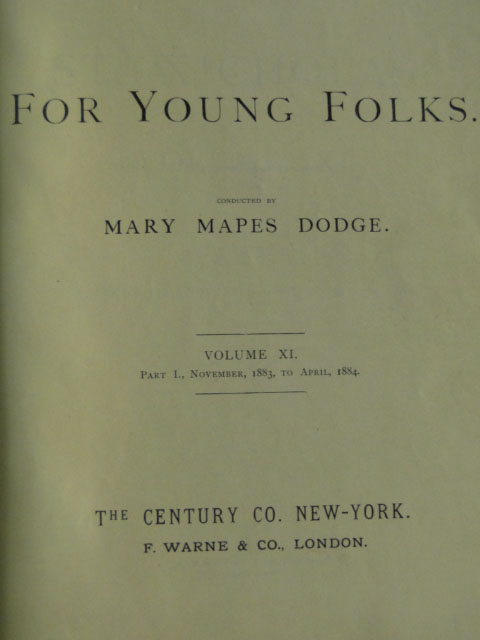 FOR YOUNG FOLKS.
CONDUCTED BY
MARY MAPES DODGE.
VOLUME XI.
PART I., NOVEMBER, 1883, TO APRIL, 1884.
THE CENTURY CO. NEW-YORK.
F. WARNE & CO., LONDON.